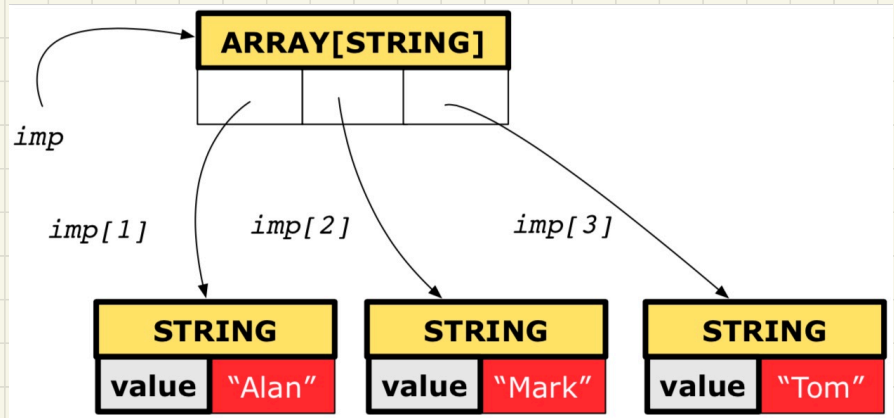 ARRAY[STRING]
imp
imp[1] imp[2] imp[3]
STRING STRING STRING
value “Alan” value “Mark” value “Tom”